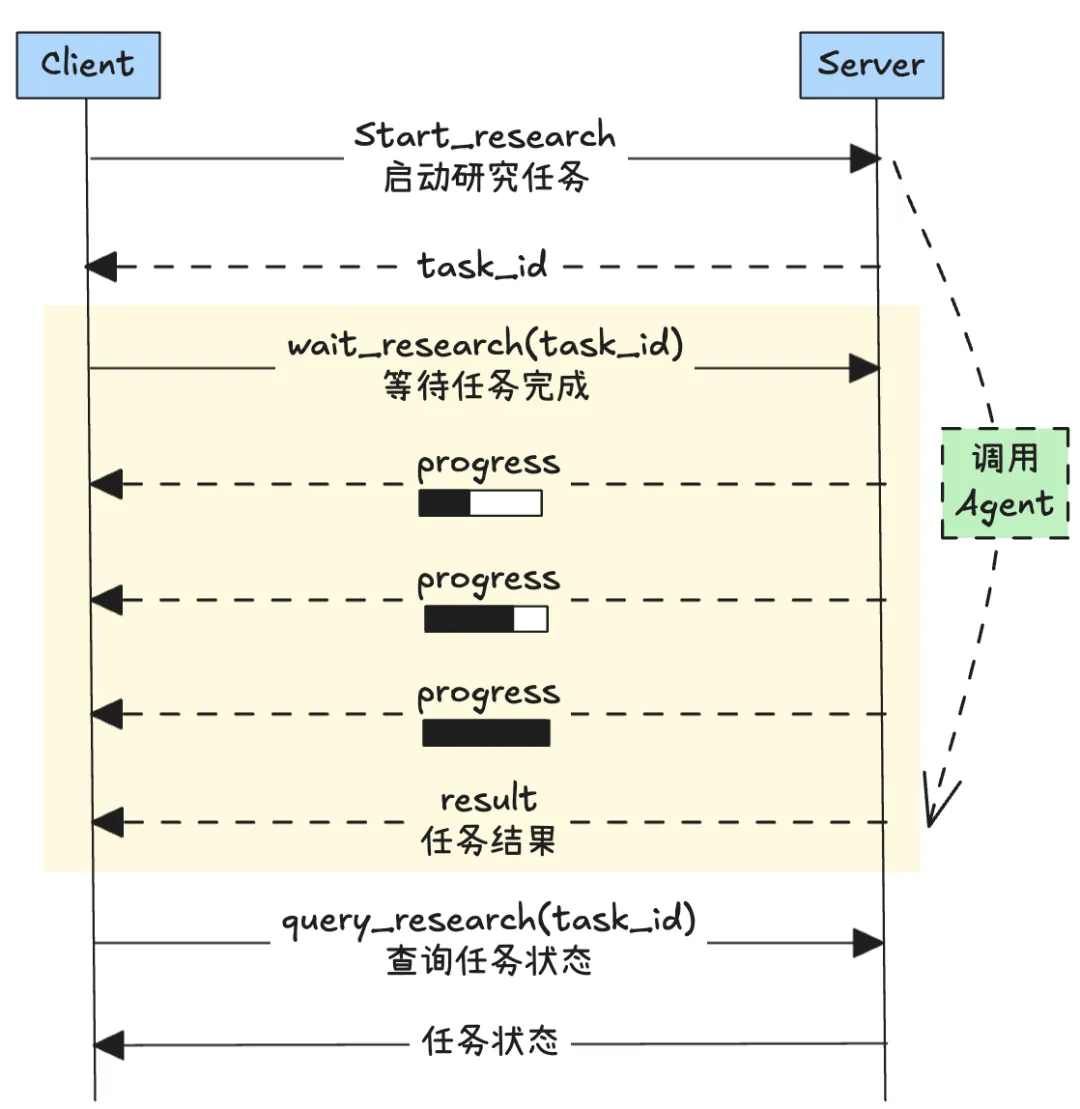 Client
Server
Start_research
启动研究任务
task_id
wait_research(task_id)
等待任务完成
progress
调用
Agent
progress
progress
result
任务结果
query_research(task_id)
查询任务状态
任务状态